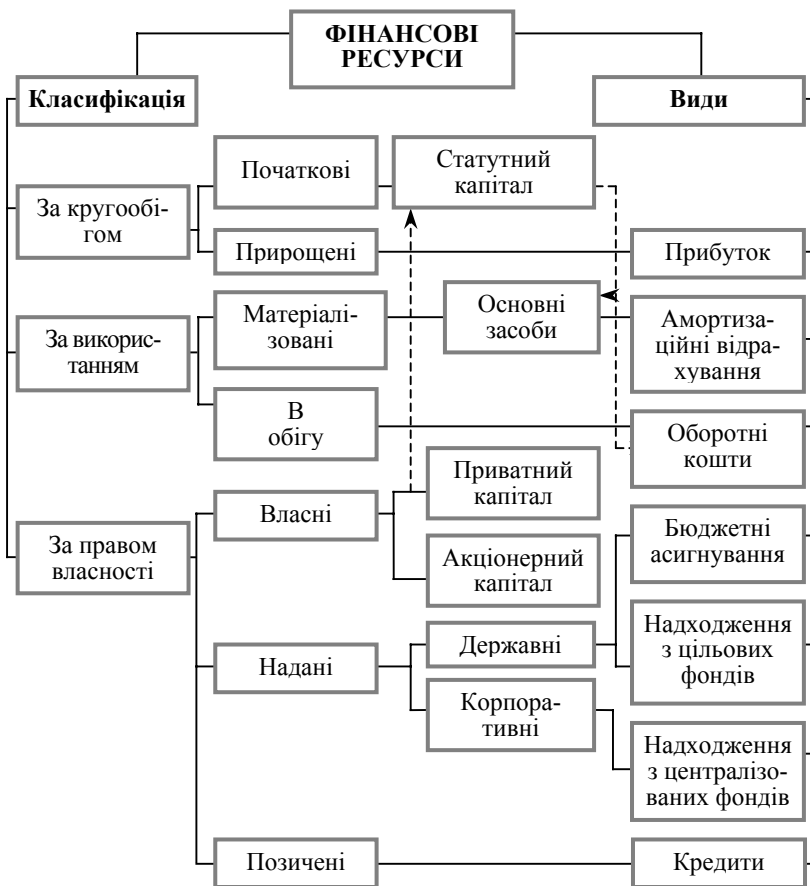 ФІНАНСОВІ
РЕСУРСИ
Класифікація
Види
Початкові
Статутний
капітал
За кругообі-
гом
Прирощені
Прибуток
Матеріалі-
зовані
Основні
засоби
Амортиза-
ційні відра-
хування
За викорис-
танням
В
обігу
Оборотні
кошти
Приватний
капітал
Власні
Бюджетні
асигнування
За правом
власності
Акціонерний
капітал
Надані
Державні
Надходження
з цільових
фондів
Корпора-
тивні
Надходження
з централізо-
ваних фондів
Позичені
Кредити